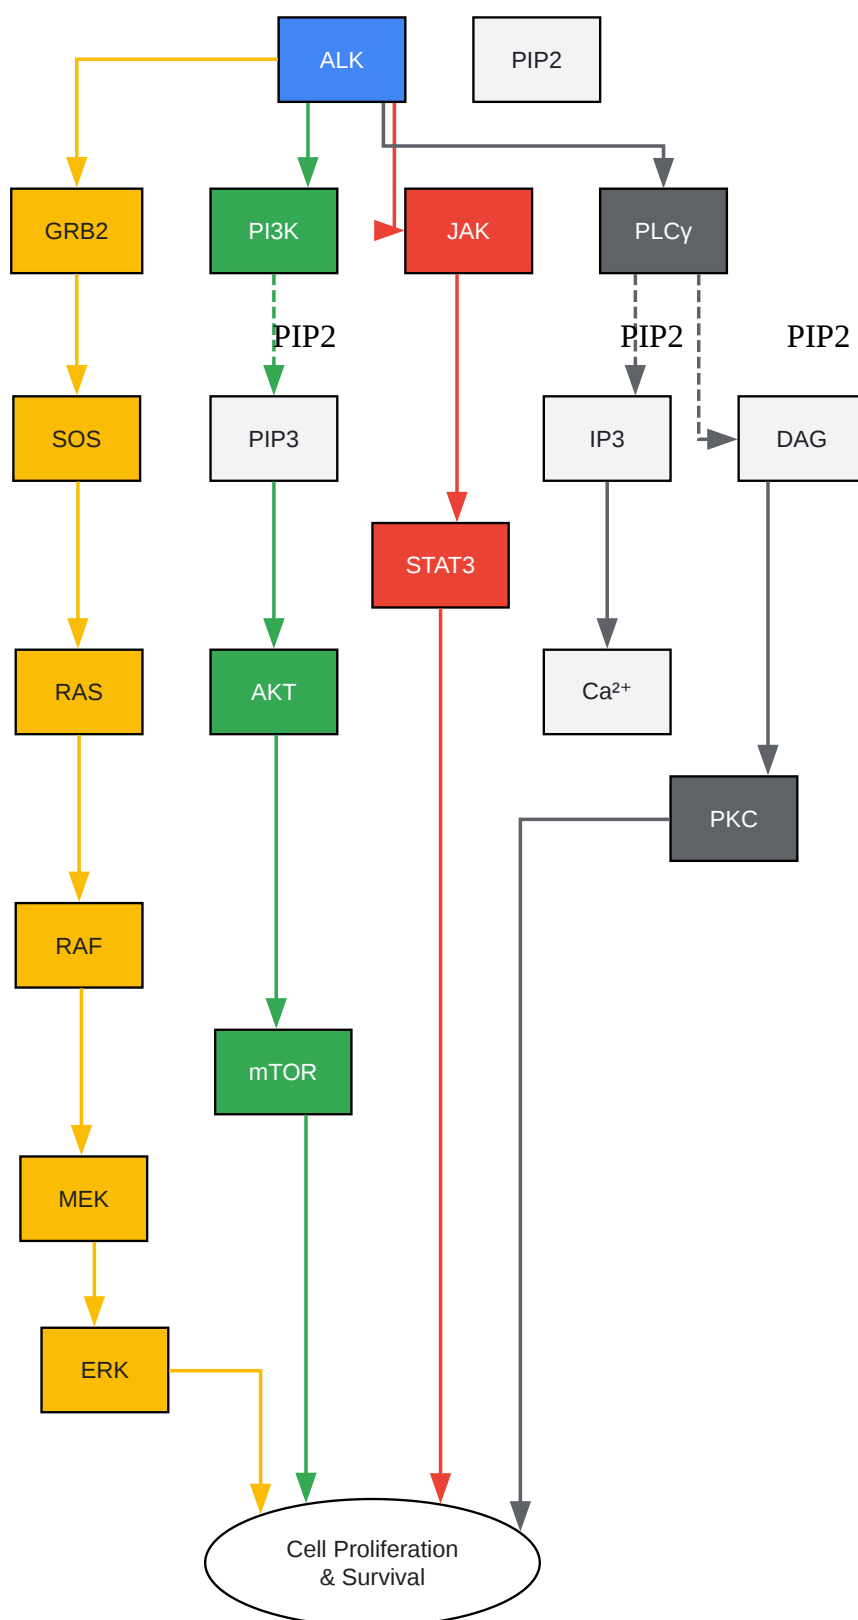 ALK
PIP2
GRB2
PI3K
JAK
PLCγ
PIP2
PIP2
PIP2
SOS
PIP3
IP3
DAG
STAT3
RAS
AKT
Ca²⁺
PKC
RAF
mTOR
MEK
ERK
Cell Proliferation
& Survival